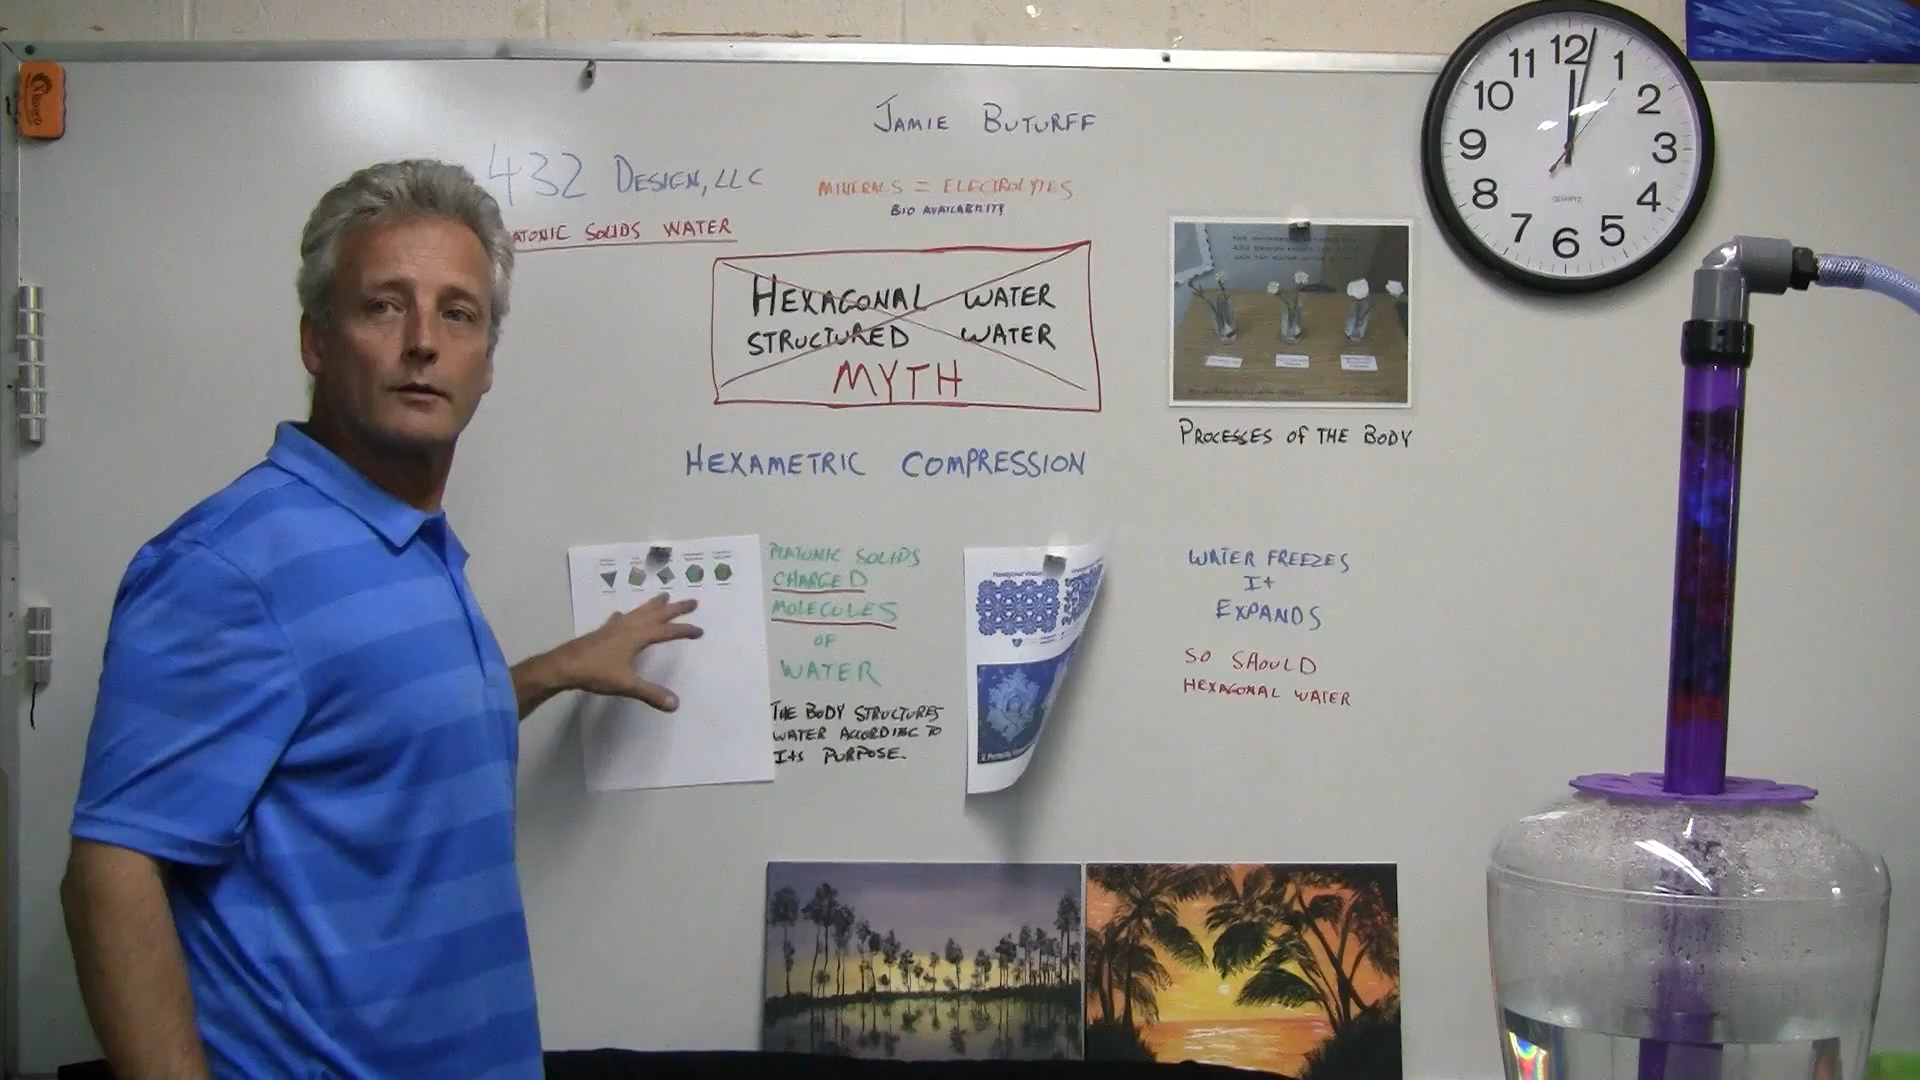 JAMIE BUTURFF
432 DESIGN, LLC
MINERALS = ELECTROLYTES
BIO AVAILABILITY
ATONIC SOLIDS WATER
HEXAGONAL WATER
STRUCTURED WATER
MYTH
PROCESSES OF THE BODY
HEXAMETRIC COMPRESSION
PLATONIC SOLIDS
CHARGED
MOLECULES
OF
WATER
THE BODY STRUCTURES
WATER ACCORDING TO
ITS PURPOSE.
Hexagonal Water
WATER FREEZES
It
EXPANDS
SO SHOULD
HEXAGONAL WATER
11 12 1
10 2
9 3
8 4
7 6 5
QUARTZ